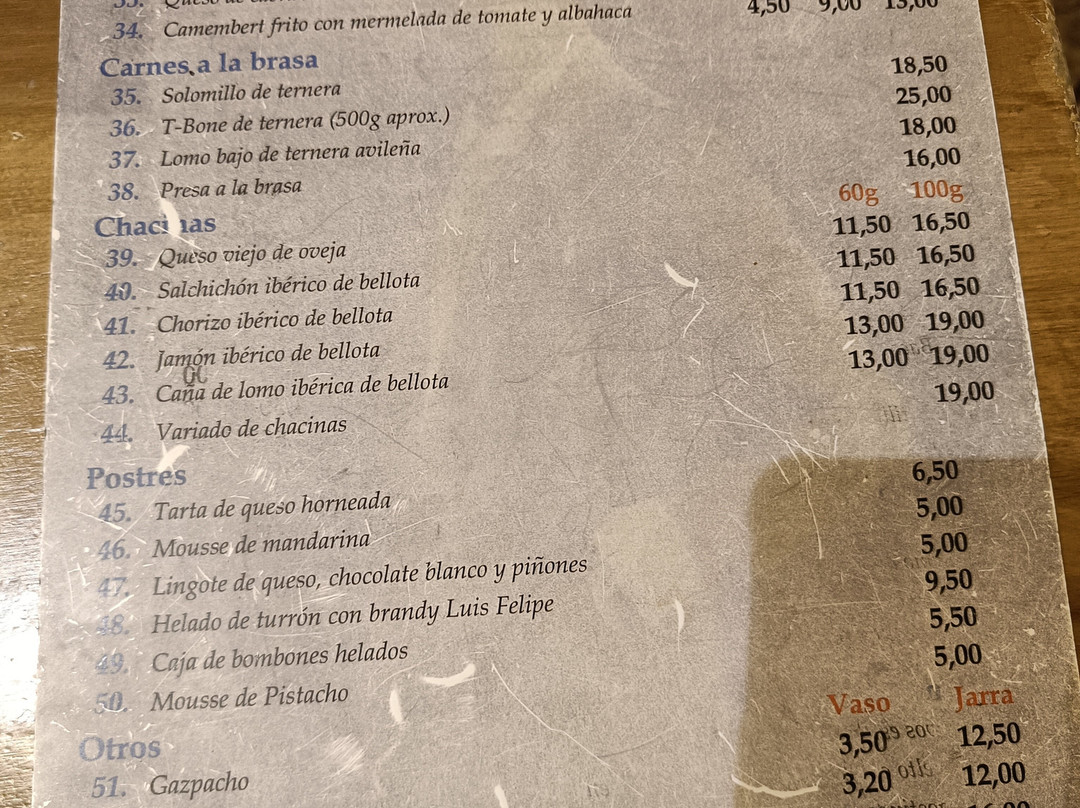 34. Camembert frito con mermelada de tomate y albahaca 4,50 9,00 13,00
Carnes a la brasa
35. Solomillo de ternera 18,50
36. T-Bone de ternera (500g aprox.) 25,00
37. Lomo bajo de ternera avileña 18,00
38. Presa a la brasa 16,00
Chacinas 60g 100g
39. Queso viejo de oveja 11,50 16,50
40. Salchichón ibérico de bellota 11,50 16,50
41. Chorizo ibérico de bellota 11,50 16,50
42. Jamón ibérico de bellota 13,00 19,00
43. Caña de lomo ibérica de bellota 13,00 19,00
44. Variado de chacinas 19,00
Postres
45. Tarta de queso horneada 6,50
46. Mousse de mandarina 5,00
47. Lingote de queso, chocolate blanco y piñones 5,00
48. Helado de turrón con brandy Luis Felipe 9,50
49. Caja de bombones helados 5,50
50. Mousse de Pistacho 5,00
Otros Vaso Jarra
51. Gazpacho 3,50 12,50
3,20 12,00